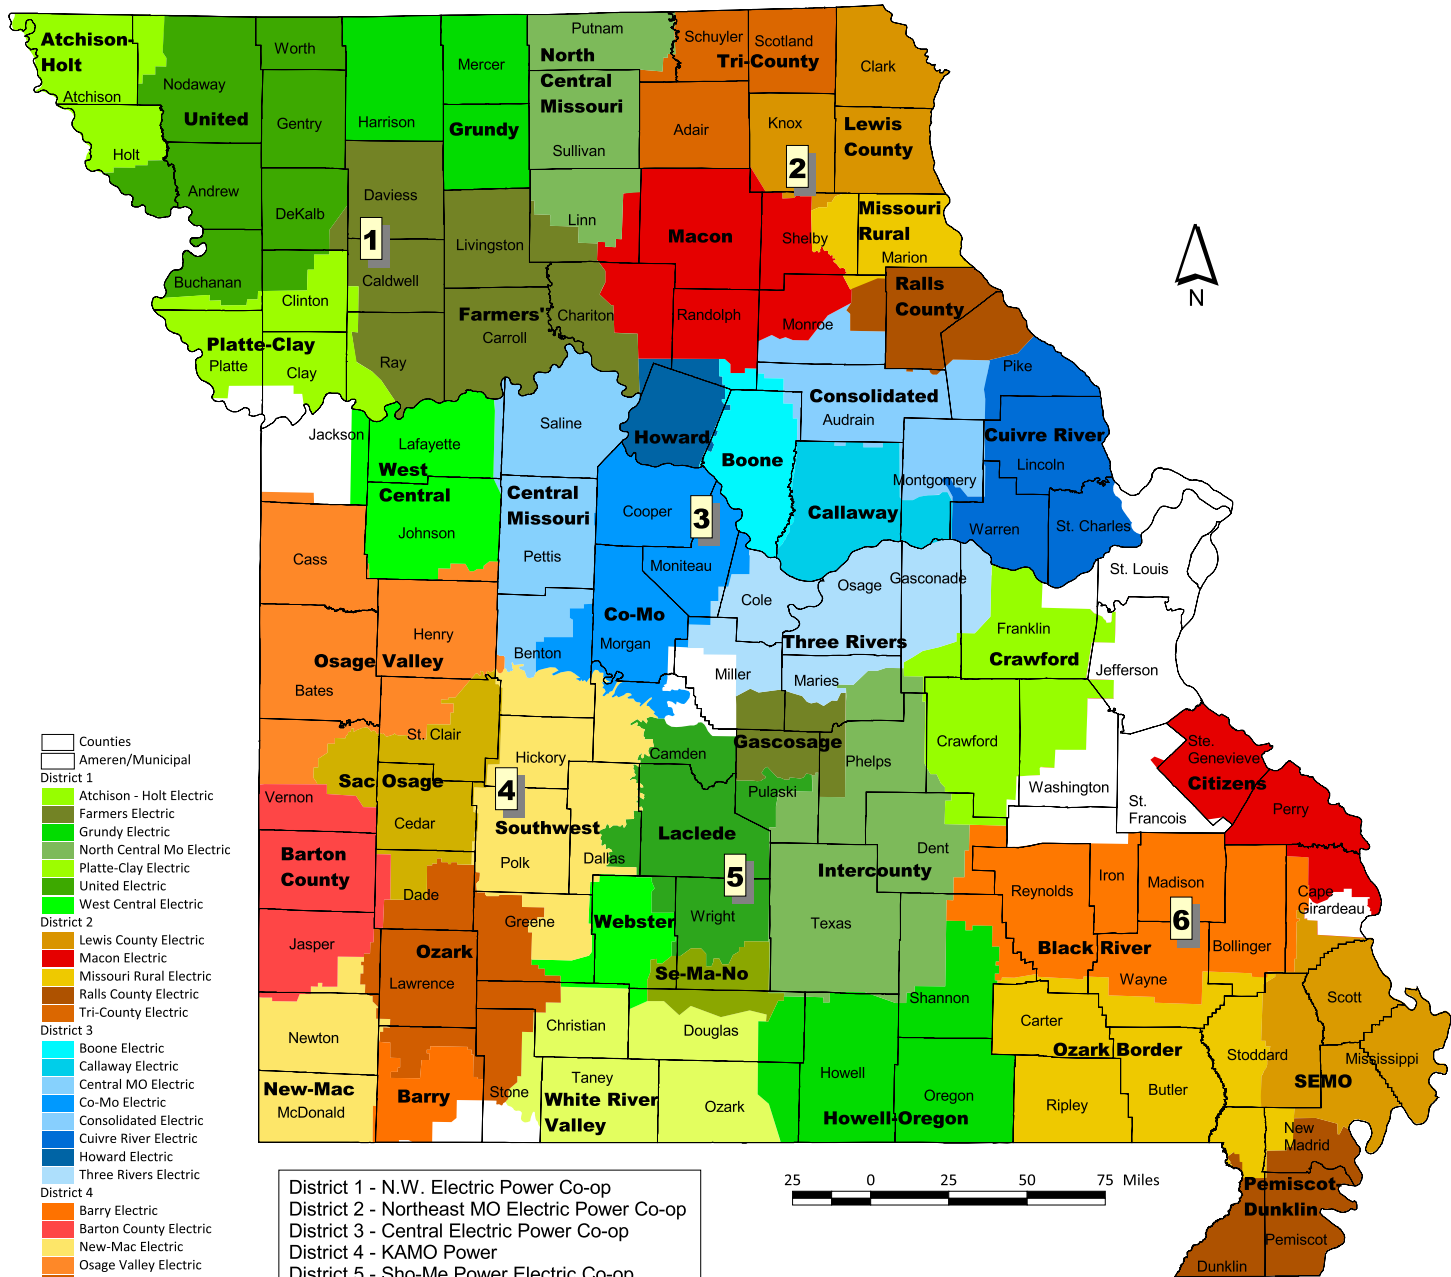 Putnam
Schuyler
Scotland
Atchison-
Holt
Worth
North
Tri-County
Mercer
Clark
Nodaway
Central
Missouri
Atchison
United
Gentry
Harrison
Grundy
Adair
Knox
Lewis
County
Holt
Sullivan
2
Andrew
Daviess
DeKalb
Linn
Missouri
Rural
1
Livingston
Macon
Shelby
Marion
Buchanan
Caldwell
Ralls
County
Clinton
Farmers'
Chariton
Randolph
Monroe
N
Platte-Clay
Carroll
Platte
Clay
Ray
Pike
Consolidated
Audrain
Jackson
Lafayette
Saline
Howard
Cuivre River
West
Boone
Lincoln
Central
Central
Missouri
Montgomery
Cooper
3
Callaway
Johnson
Warren
St. Charles
Cass
Pettis
Moniteau
Osage
Gasconade
St. Louis
Cole
Co-Mo
Henry
Morgan
Three Rivers
Franklin
Osage Valley
Benton
Crawford
Bates
Miller
Maries
Jefferson
St. Clair
Gascosage
Crawford
Ste.
Genevieve
Hickory
Camden
Phelps
Sac Osage
4
Pulaski
Washington
Citizens
Vernon
St.
Francois
Perry
Cedar
Southwest
Laclede
Barton
County
Polk
Dallas
Dent
Intercounty
5
Reynolds
Iron
Madison
Dade
Cape
Girardeau
Greene
Webster
Wright
Texas
6
Jasper
Ozark
Black River
Bollinger
Se-Ma-No
Lawrence
Wayne
Shannon
Scott
Newton
Christian
Douglas
Carter
Ozark Border
Stoddard
Mississippi
Howell
SEMO
New-Mac
McDonald
Barry
Stone
Taney
White River
Valley
Ozark
Oregon
Howell-Oregon
Ripley
Butler
New
Madrid
Pemiscot-
Dunklin
Pemiscot
Dunklin
Counties
Ameren/Municipal
District 1
Atchison - Holt Electric
Farmers Electric
Grundy Electric
North Central Mo Electric
Platte-Clay Electric
United Electric
West Central Electric
District 2
Lewis County Electric
Macon Electric
Missouri Rural Electric
Ralls County Electric
Tri-County Electric
District 3
Boone Electric
Callaway Electric
Central MO Electric
Co-Mo Electric
Consolidated Electric
Cuivre River Electric
Howard Electric
Three Rivers Electric
District 4
Barry Electric
Barton County Electric
New-Mac Electric
Osage Valley Electric
District 1 - N.W. Electric Power Co-op
District 2 - Northeast MO Electric Power Co-op
District 3 - Central Electric Power Co-op
District 4 - KAMO Power
District 5 - Sho-Me Power Electric Co-op
25 0 25 50 75 Miles